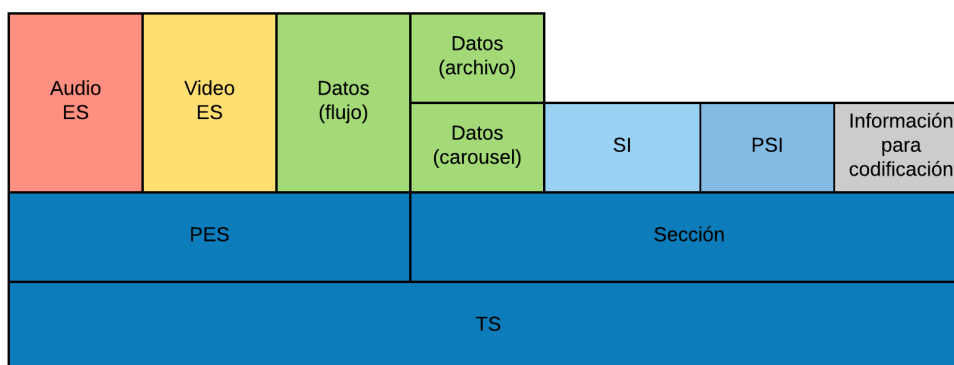 Audio
ES
Video
ES
Datos
(flujo)
Datos
(archivo)
Datos
(carousel)
SI
PSI
Información
para
codificación
PES
Sección
TS